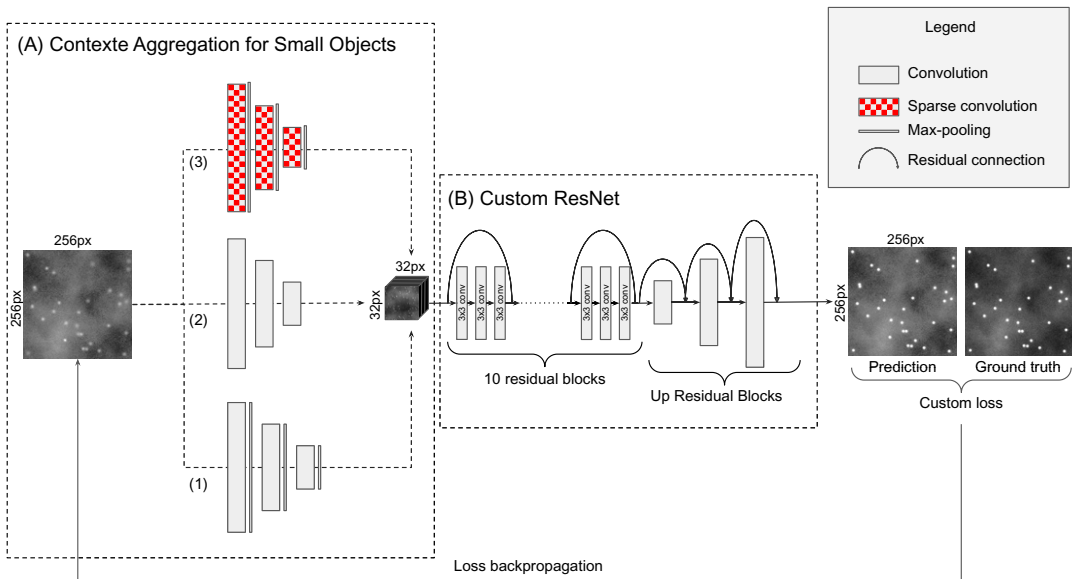 (A) Contexte Aggregation for Small Objects
(3)
256px
256px
(2)
(1)
32px
32px
(B) Custom ResNet
3x3 conv
3x3 conv
3x3 conv
3x3 conv
3x3 conv
3x3 conv
10 residual blocks
Up Residual Blocks
Legend
Convolution
Sparse convolution
Max-pooling
Residual connection
256px
256px
Prediction
Ground truth
Custom loss
Loss backpropagation